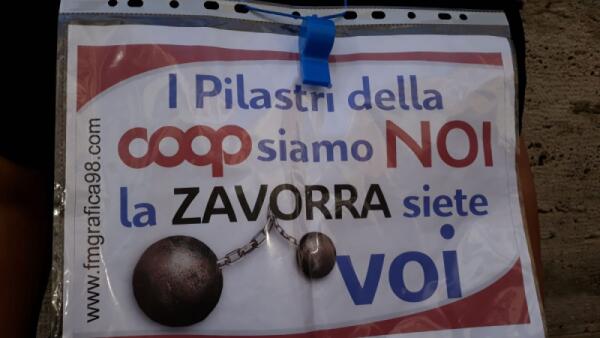 I Pilastri della
coop siamo NOI
la ZAVORRA siete
voi
www.fmgrafica98.com